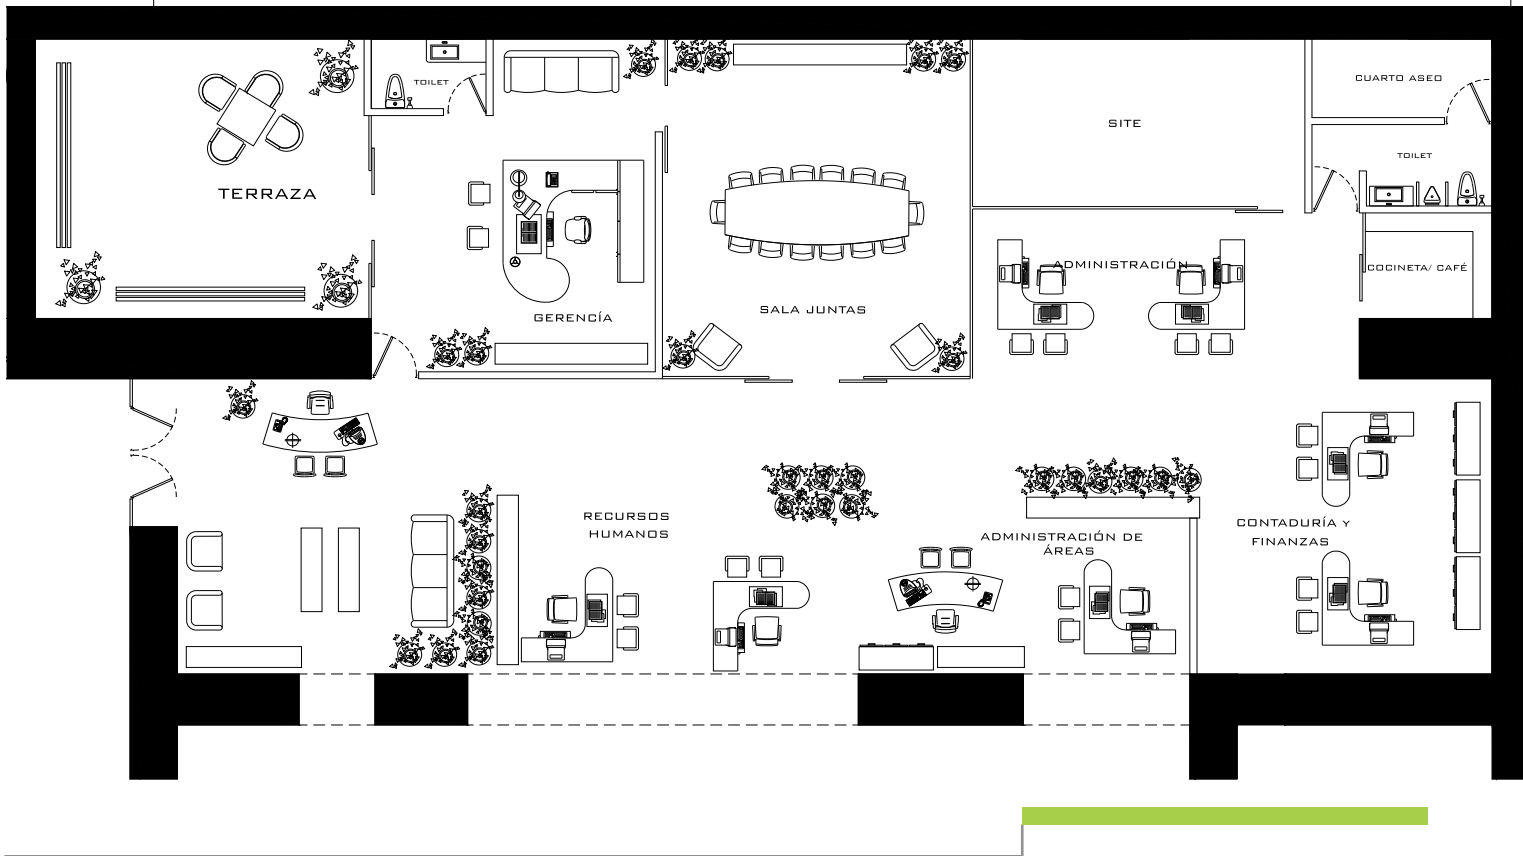 CUARTO ASEO
TOILET
SITE
TOILET
TERRAZA
ADMINISTRACIÓN
COCINETA/ CAFÉ
SALA JUNTAS
GERENCÍA
RECURSOS
HUMANOS
CONTADURÍA Y
FINANZAS
ADMINISTRACIÓN DE
ÁREAS